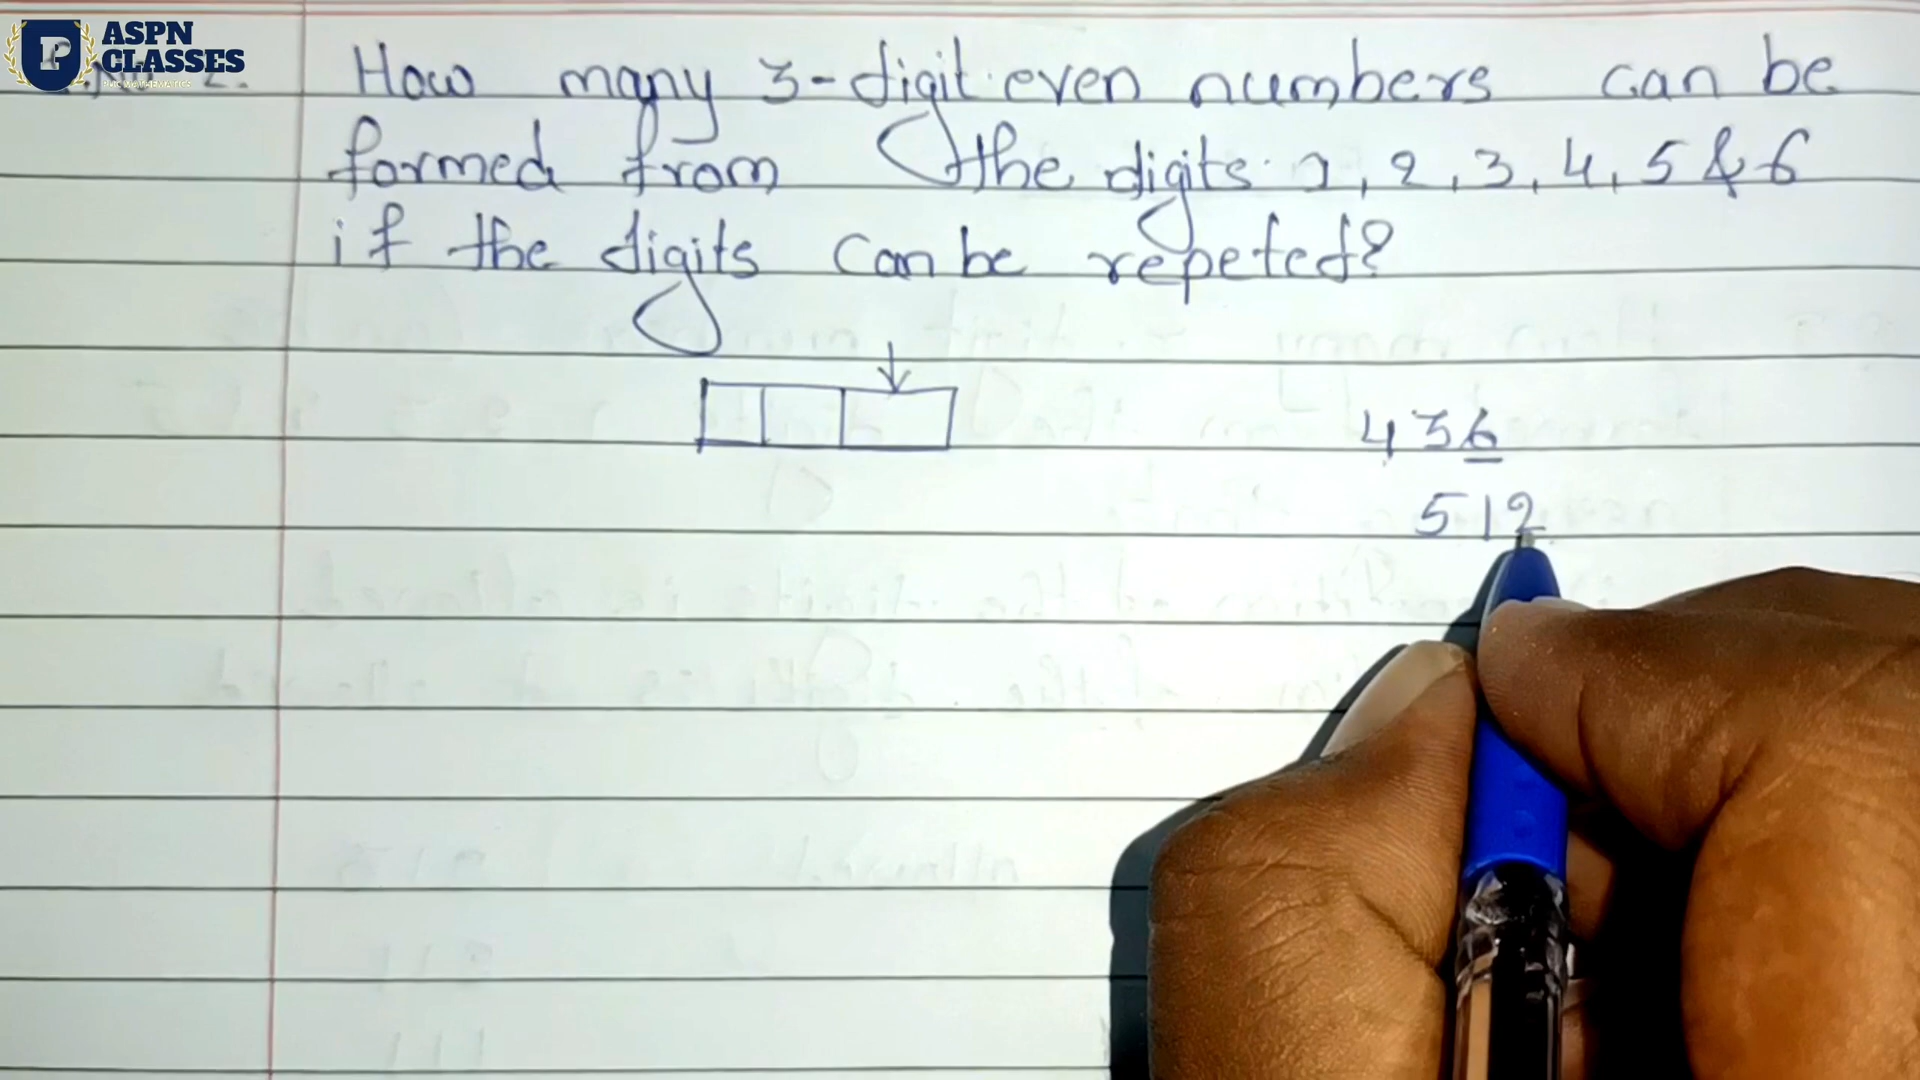 ASPN
CLASSES
2. How many 3-digit even numbers can be
formed from the digits 1, 2, 3, 4, 5 & 6
if the digits can be repeted?
436
512